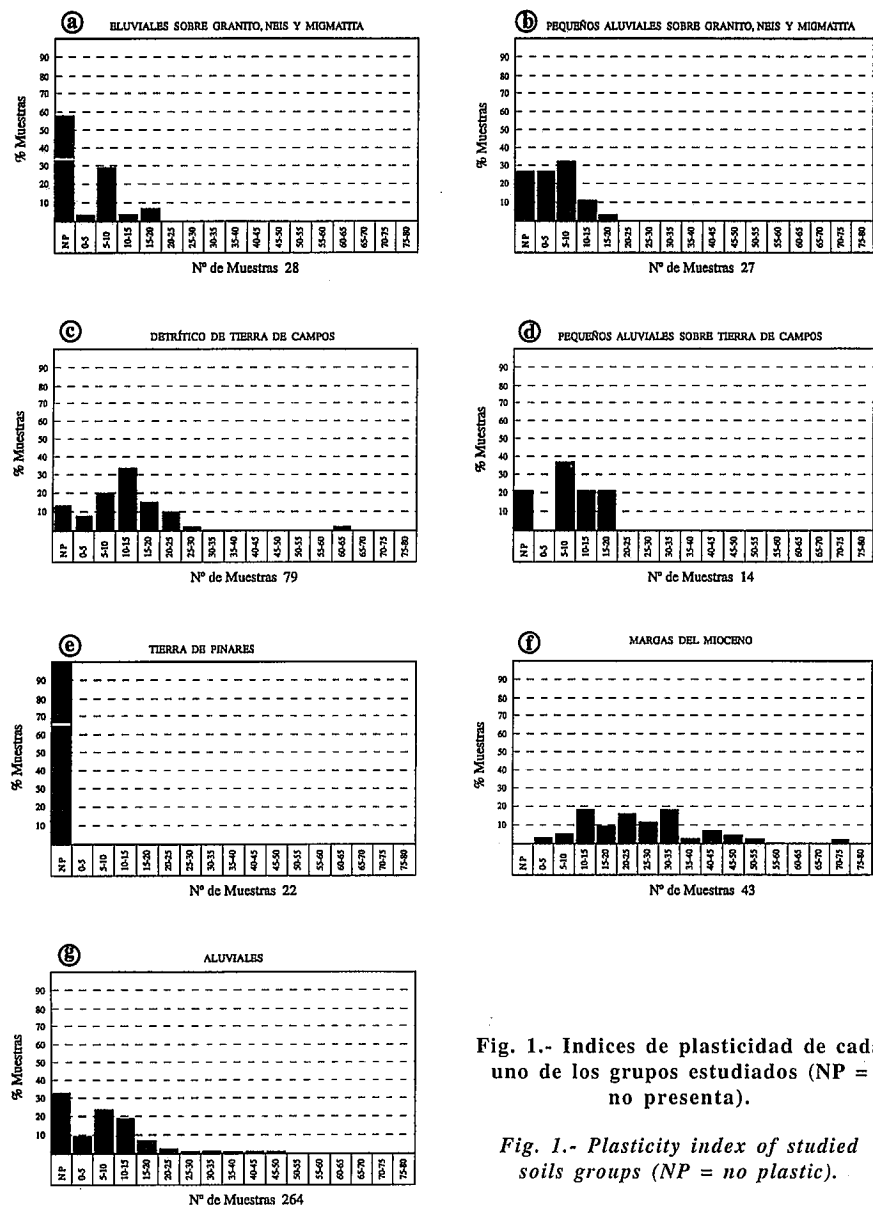 ⓐ ELUVIALES SOBRE GRANITO, NEIS Y MIGMATITA
% Muestras
90
80
70
60
50
40
30
20
10
NP 0-5 5-10 10-15 15-20 20-25 25-30 30-35 35-40 40-45 45-50 50-55 55-60 60-65 65-70 70-75 75-80
Nº de Muestras 28
ⓑ PEQUEÑOS ALUVIALES SOBRE GRANITO, NEIS Y MIGMATITA
% Muestras
90
80
70
60
50
40
30
20
10
NP 0-5 5-10 10-15 15-20 20-25 25-30 30-35 35-40 40-45 45-50 50-55 55-60 60-65 65-70 70-75 75-80
Nº de Muestras 27
ⓒ DETRÍTICO DE TIERRA DE CAMPOS
% Muestras
90
80
70
60
50
40
30
20
10
NP 0-5 5-10 10-15 15-20 20-25 25-30 30-35 35-40 40-45 45-50 50-55 55-60 60-65 65-70 70-75 75-80
Nº de Muestras 79
ⓓ PEQUEÑOS ALUVIALES SOBRE TIERRA DE CAMPOS
% Muestras
90
80
70
60
50
40
30
20
10
NP 0-5 5-10 10-15 15-20 20-25 25-30 30-35 35-40 40-45 45-50 50-55 55-60 60-65 65-70 70-75 75-80
Nº de Muestras 14
ⓔ TIERRA DE PINARES
% Muestras
90
80
70
60
50
40
30
20
10
NP 0-5 5-10 10-15 15-20 20-25 25-30 30-35 35-40 40-45 45-50 50-55 55-60 60-65 65-70 70-75 75-80
Nº de Muestras 22
ⓕ MARGAS DEL MIOCENO
% Muestras
90
80
70
60
50
40
30
20
10
NP 0-5 5-10 10-15 15-20 20-25 25-30 30-35 35-40 40-45 45-50 50-55 55-60 60-65 65-70 70-75 75-80
Nº de Muestras 43
ⓖ ALUVIALES
% Muestras
90
80
70
60
50
40
30
20
10
NP 0-5 5-10 10-15 15-20 20-25 25-30 30-35 35-40 40-45 45-50 50-55 55-60 60-65 65-70 70-75 75-80
Nº de Muestras 264
Fig. 1.- Indices de plasticidad de cada
uno de los grupos estudiados (NP =
no presenta).
Fig. 1.- Plasticity index of studied
soils groups (NP = no plastic).